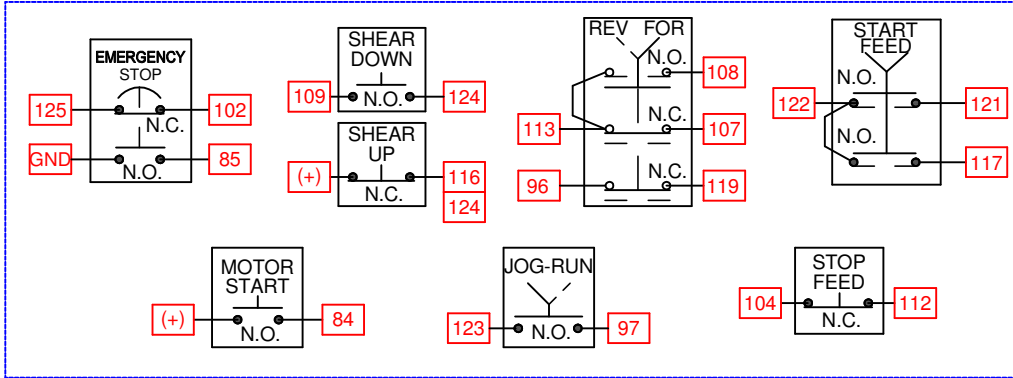 EMERGENCY
STOP
125
102
N.C.
GND
85
N.O.
SHEAR
DOWN
109
N.O.
124
SHEAR
UP
(+)
116
N.C.
124
REV FOR
N.O.
108
N.C.
113
107
N.C.
96
119
START
FEED
N.O.
122
121
N.O.
117
MOTOR
START
(+)
84
N.O.
JOG-RUN
123
N.O.
97
STOP
FEED
104
112
N.C.